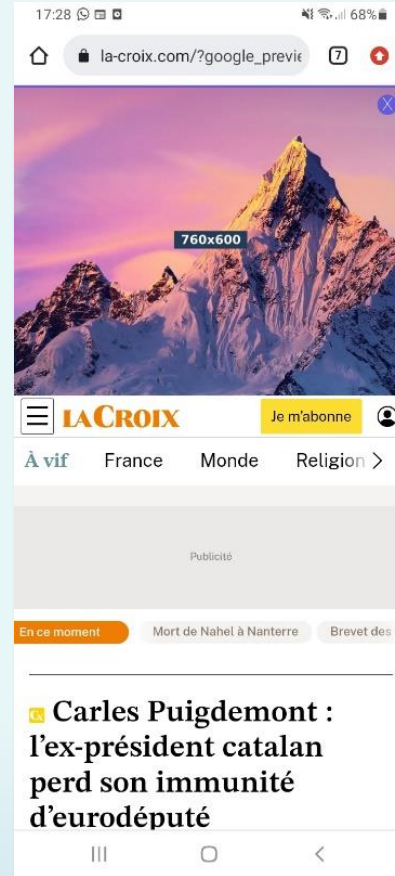 17:28 68%
la-croix.com/?google_previe 7
X
760x600
LA CROIX Je m'abonne
À vif France Monde Religion
Publicité
En ce moment Mort de Nahel à Nanterre Brevet des
Cx Carles Puigdemont :
l'ex-président catalan
perd son immunité
d'eurodéputé